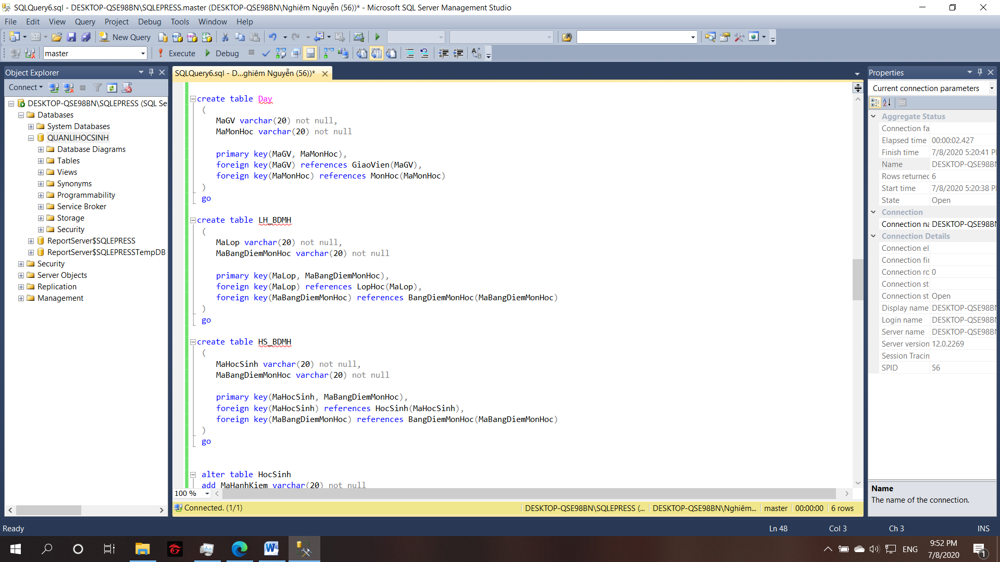 SQLQuery6.sql - DESKTOP-QSE98BN\SQLEPRESS.master (DESKTOP-QSE98BN\Nghiêm Nguyễn (56))* - Microsoft SQL Server Management Studio
File Edit View Query Project Debug Tools Window Help
New Query
master Execute Debug
Object Explorer
Connect
DESKTOP-QSE98BN\SQLEPRESS (SQL Se
Databases
System Databases
QUANLIHOCSINH
Database Diagrams
Tables
Views
Synonyms
Programmability
Service Broker
Storage
Security
ReportServer$SQLEPRESS
ReportServer$SQLEPRESSTempDB
Security
Server Objects
Replication
Management
SQLQuery6.sql - D...ghiêm Nguyễn (56))*
create table Day
(
MaGV varchar(20) not null,
MaMonHoc varchar(20) not null
primary key(MaGV, MaMonHoc),
foreign key(MaGV) references GiaoVien(MaGV),
foreign key(MaMonHoc) references MonHoc(MaMonHoc)
)
go
create table LH_BDMH
(
MaLop varchar(20) not null,
MaBangDiemMonHoc varchar(20) not null
primary key(MaLop, MaBangDiemMonHoc),
foreign key(MaLop) references LopHoc(MaLop),
foreign key(MaBangDiemMonHoc) references BangDiemMonHoc(MaBangDiemMonHoc)
)
go
create table HS_BDMH
(
MaHocSinh varchar(20) not null,
MaBangDiemMonHoc varchar(20) not null
primary key(MaHocSinh, MaBangDiemMonHoc),
foreign key(MaHocSinh) references HocSinh(MaHocSinh),
foreign key(MaBangDiemMonHoc) references BangDiemMonHoc(MaBangDiemMonHoc)
)
go
alter table HocSinh
add MaHanhKiem varchar(20) not null
100 %
Connected. (1/1) DESKTOP-QSE98BN\SQLEPRESS (... DESKTOP-QSE98BN\Nghiêm... master 00:00:00 6 rows
Properties
Current connection parameters
Aggregate Status
Connection fa
Elapsed time 00:00:02.427
Finish time 7/8/2020 5:20:41 P
Name DESKTOP-QSE98BN
Rows returned 6
Start time 7/8/2020 5:20:38 P
State Open
Connection
Connection na DESKTOP-QSE98BN
Connection Details
Connection el
Connection fin
Connection ro 0
Connection st
Connection st Open
Display name DESKTOP-QSE98BN
Login name DESKTOP-QSE98BN
Server name DESKTOP-QSE98BN
Server version 12.0.2269
Session Tracin
SPID 56
Name
The name of the connection.
Ready Ln 48 Col 3 Ch 3 INS
ENG 9:52 PM
7/8/2020
1